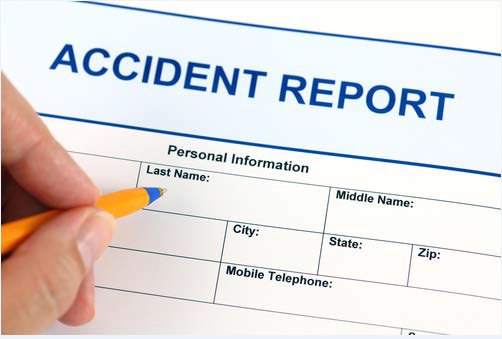 ACCIDENT REPORT
Personal Information
Last Name:
Middle Name:
City:
State:
Zip:
Mobile Telephone: